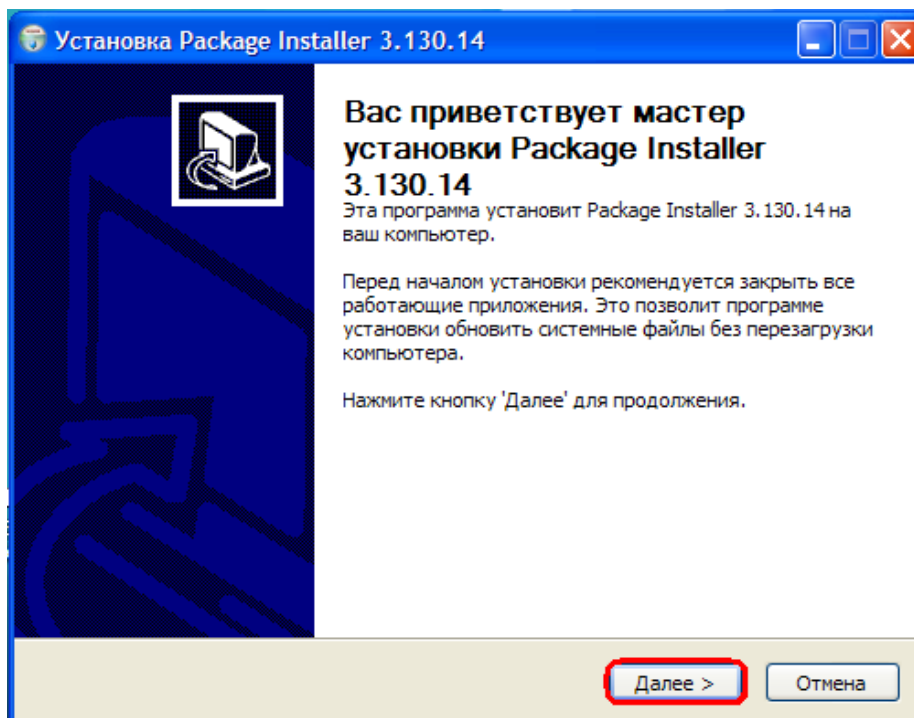 Установка Package Installer 3.130.14
Вас приветствует мастер
установки Package Installer
3.130.14
Эта программа установит Package Installer 3.130.14 на
ваш компьютер.
Перед началом установки рекомендуется закрыть все
работающие приложения. Это позволит программе
установки обновить системные файлы без перезагрузки
компьютера.
Нажмите кнопку 'Далее' для продолжения.
Далее >
Отмена